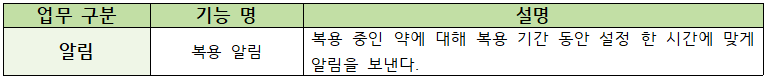 업무 구분 기능 명 설명
알림 복용 알림 복용 중인 약에 대해 복용 기간 동안 설정 한 시간에 맞게
알림을 보낸다.